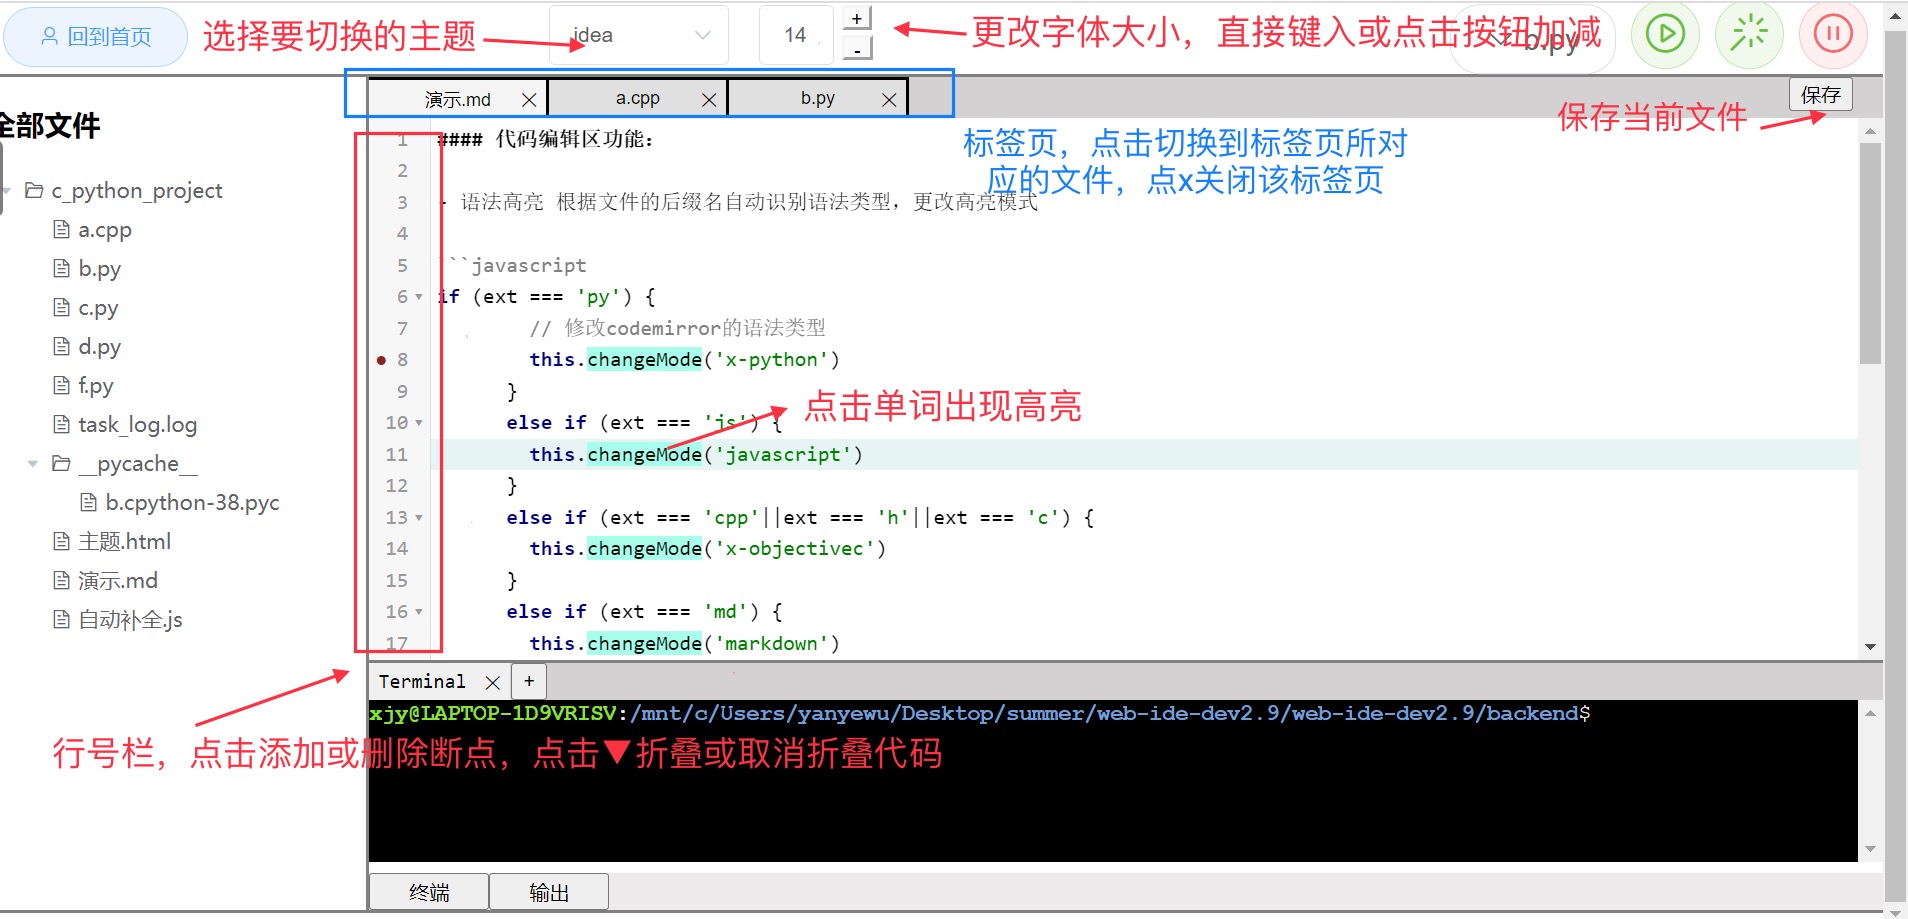 回到首页
选择要切换的主题
idea
14
+
-
更改字体大小，直接键入或点击按钮加减
b.py
全部文件
c_python_project
a.cpp
b.py
c.py
d.py
f.py
task_log.log
__pycache__
b.cpython-38.pyc
主题.html
演示.md
自动补全.js
演示.md
a.cpp
b.py
保存
保存当前文件
标签页，点击切换到标签页所对
应的文件，点x关闭该标签页
1 #### 代码编辑区功能：
2
3 - 语法高亮 根据文件的后缀名自动识别语法类型，更改高亮模式
4
5 ```javascript
6 if (ext === 'py') {
7 // 修改codemirror的语法类型
8 this.changeMode('x-python')
9 }
10 else if (ext === 'js') {
11 this.changeMode('javascript')
12 }
13 else if (ext === 'cpp'||ext === 'h'||ext === 'c') {
14 this.changeMode('x-objectivec')
15 }
16 else if (ext === 'md') {
17 this.changeMode('markdown')
点击单词出现高亮
Terminal
+
xjy@LAPTOP-1D9VRISV:/mnt/c/Users/yanyewu/Desktop/summer/web-ide-dev2.9/web-ide-dev2.9/backend$
行号栏，点击添加或删除断点，点击▼折叠或取消折叠代码
终端
输出